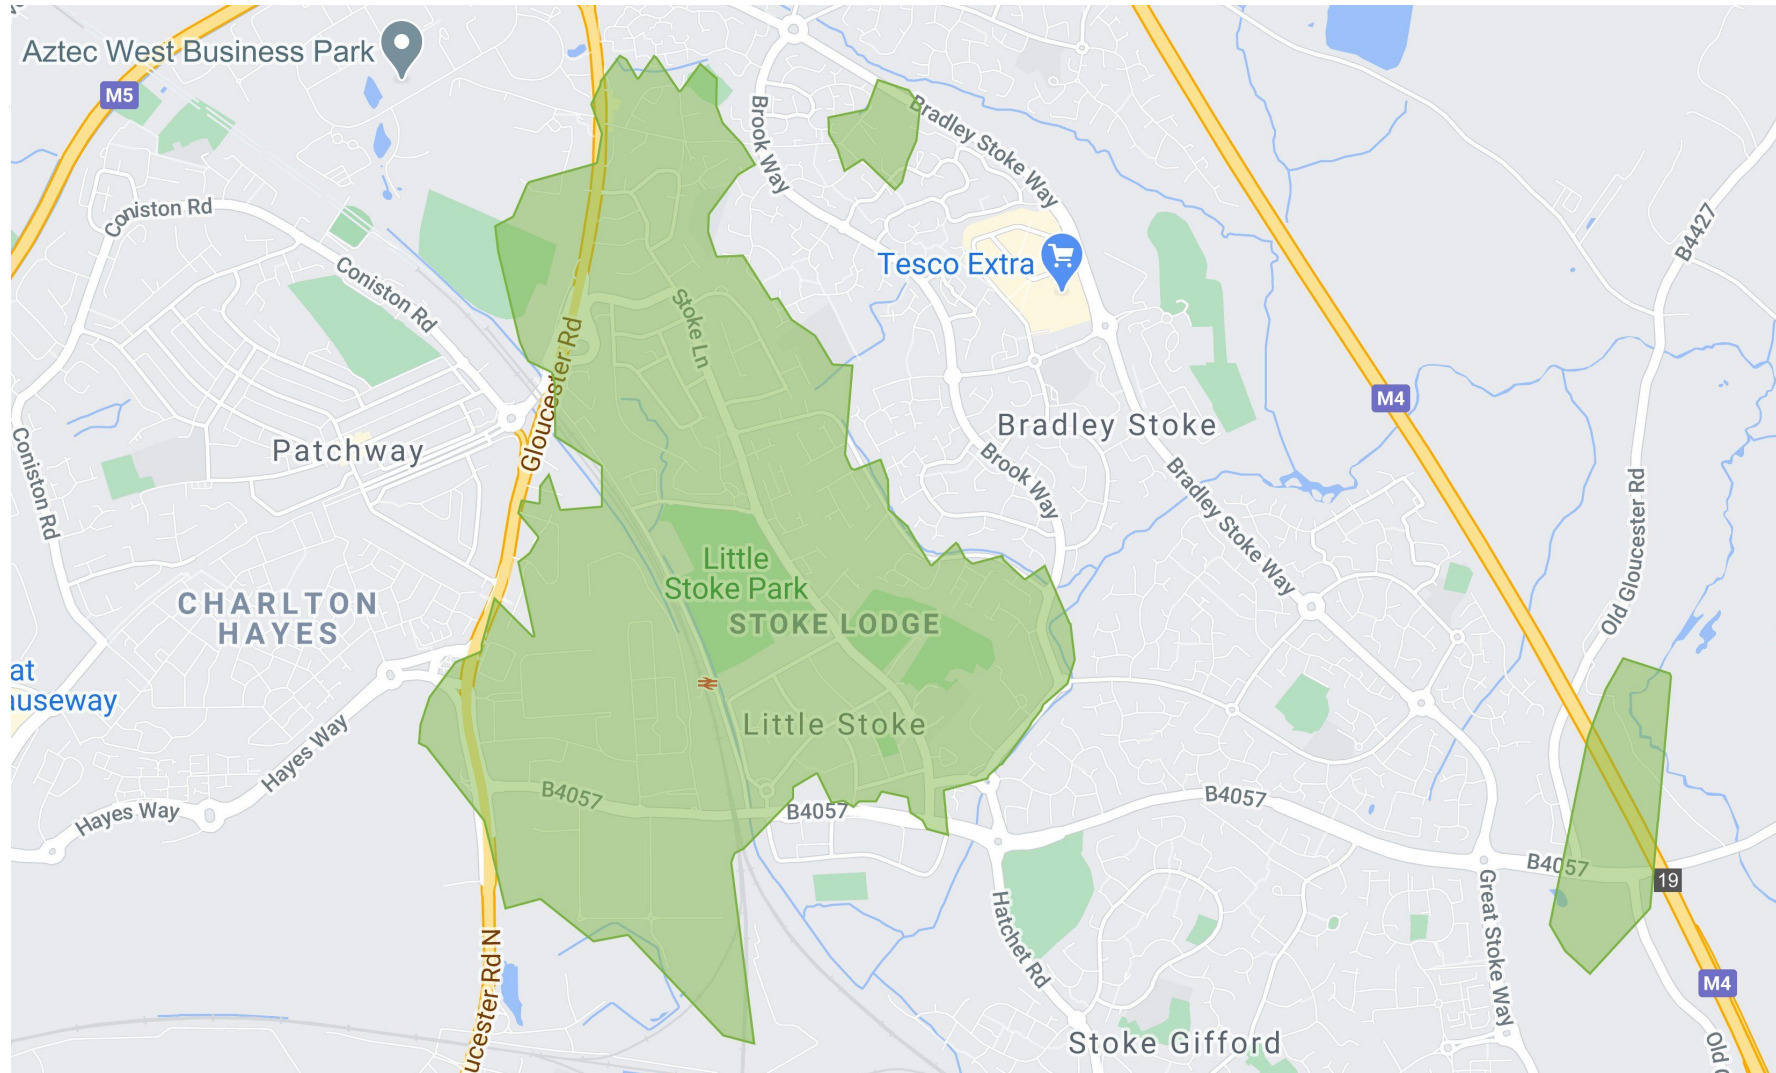 Aztec West Business Park
M5
Coniston Rd
Brook Way
Bradley Stoke Way
B4427
Tesco Extra
Coniston Rd
Stoke Ln
Gloucester Rd
M4
Bradley Stoke
Patchway
Coniston Rd
Brook Way
Bradley Stoke Way
Old Gloucester Rd
Little
Stoke Park
STOKE LODGE
CHARLTON
HAYES
at
auseway
Little Stoke
Hayes Way
Hayes Way
B4057
B4057
B4057
B4057
19
Great Stoke Way
Hatchet Rd
ucester Rd N
M4
Stoke Gifford
Old G